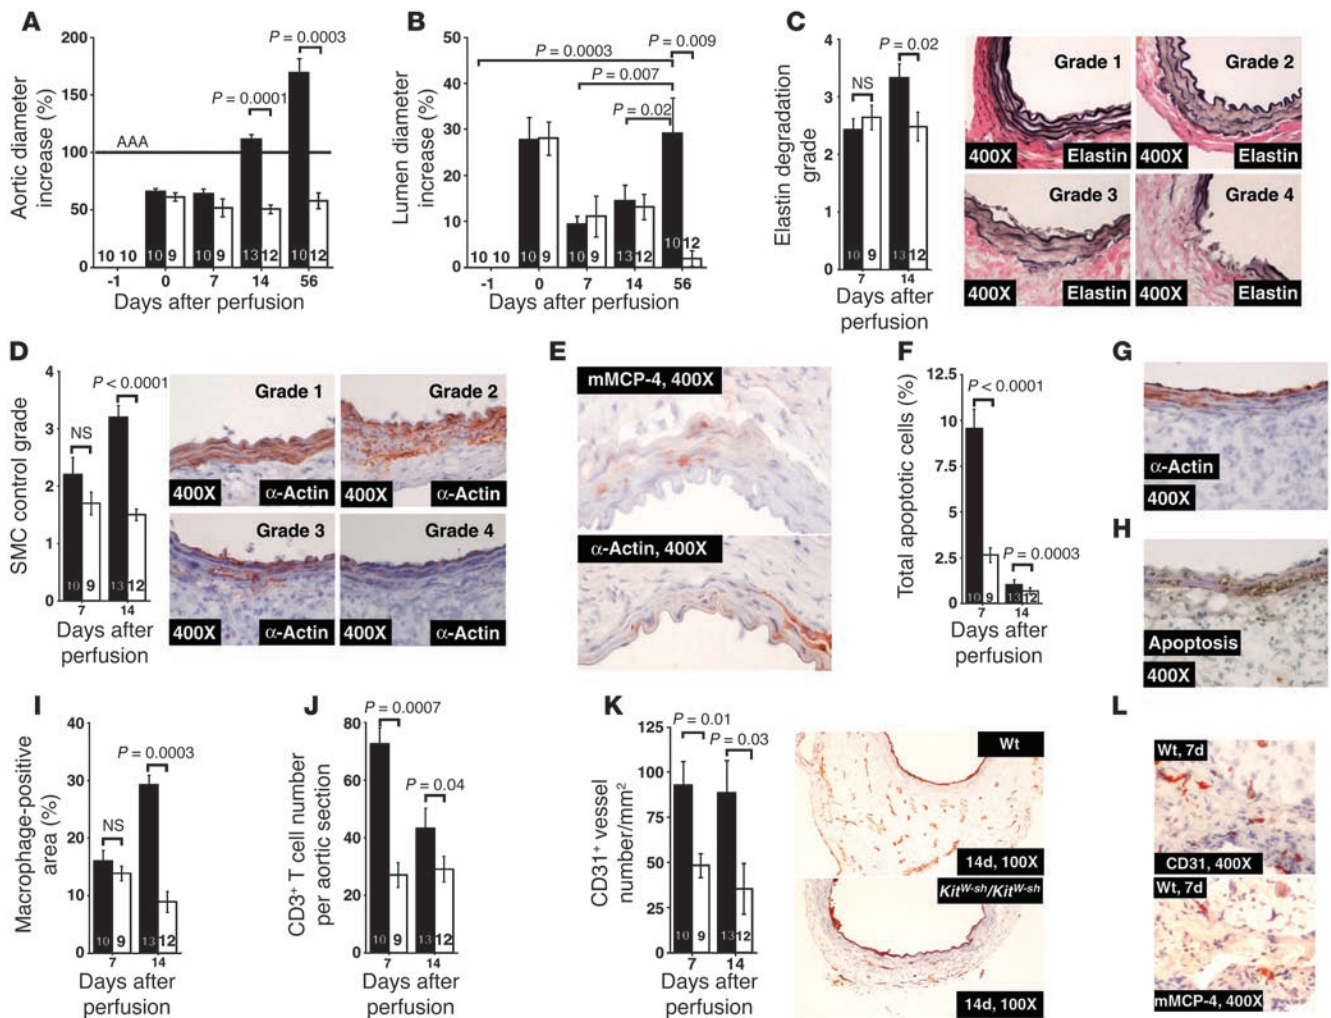 A
Aortic diameter
increase (%)
200
150
100
50
0
AAA
P = 0.0001
P = 0.0003
10 10 10 9 10 9 13 12 10 12
-1 0 7 14 56
Days after perfusion
B
Lumen diameter
increase (%)
50
40
30
20
10
0
P = 0.0003
P = 0.009
P = 0.007
P = 0.02
10 10 10 9 10 9 13 12 10 12
-1 0 7 14 56
Days after perfusion
C
Elastin degradation
grade
4
3
2
1
0
NS
P = 0.02
10 9 13 12
7 14
Days after
perfusion
Grade 1
400X
Elastin
Grade 2
400X
Elastin
Grade 3
400X
Elastin
Grade 4
400X
Elastin
D
SMC control grade
4
3
2
1
0
NS
P < 0.0001
10 9 13 12
7 14
Days after
perfusion
Grade 1
400X
α-Actin
Grade 2
400X
α-Actin
Grade 3
400X
α-Actin
Grade 4
400X
α-Actin
E
mMCP-4, 400X
α-Actin, 400X
F
Total apoptotic cells (%)
12.5
10
7.5
5
2.5
0
P < 0.0001
P = 0.0003
10 9 13 12
7 14
Days after
perfusion
G
α-Actin
400X
H
Apoptosis
400X
I
Macrophage-positive
area (%)
40
30
20
10
0
NS
P = 0.0003
10 9 13 12
7 14
Days after
perfusion
J
CD3⁺ T cell number
per aortic section
80
60
40
20
0
P = 0.0007
P = 0.04
10 9 13 12
7 14
Days after
perfusion
K
CD31⁺ vessel
number/mm²
125
100
75
50
25
0
P = 0.01
P = 0.03
10 9 13 12
7 14
Days after
perfusion
Wt
14d, 100X
Kit^W-sh/Kit^W-sh
14d, 100X
L
Wt, 7d
CD31, 400X
Wt, 7d
mMCP-4, 400X